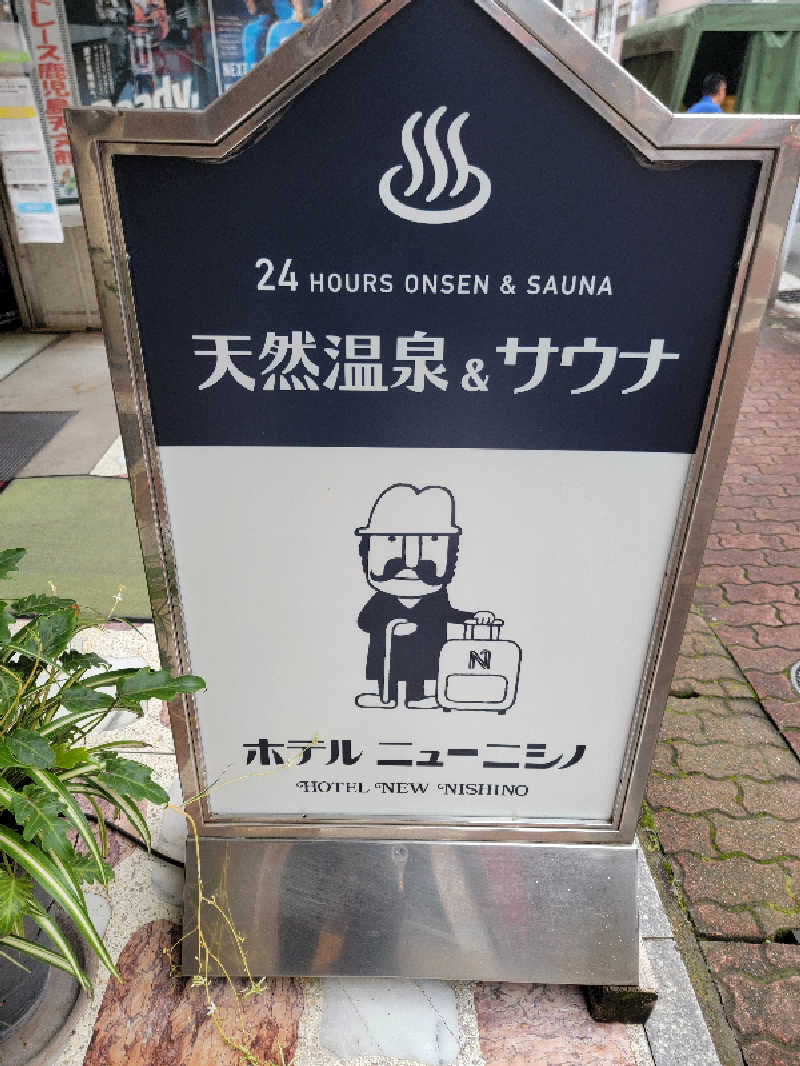 24 HOURS ONSEN & SAUNA
天然温泉&サウナ
N
ホテル ニューニシノ
HOTEL NEW NISHINO
NEXT